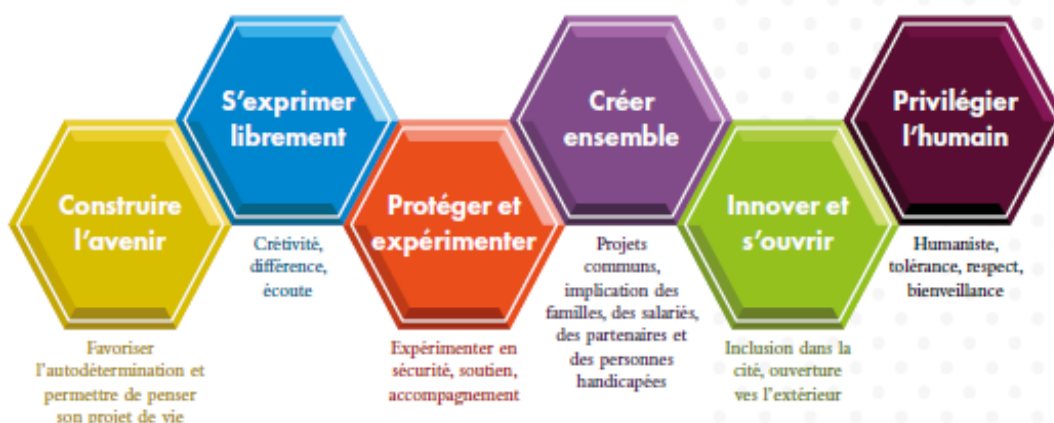 Construire
l'avenir
Favoriser
l'autodétermination et
permettre de penser
son projet de vie
S'exprimer
librement
Crétivité,
différence,
écoute
Protéger et
expérimenter
Expérimenter en
sécurité, soutien,
accompagnement
Créer
ensemble
Projets
communs,
implication des
familles, des salariés,
des partenaires et
des personnes
handicapées
Innover et
s'ouvrir
Inclusion dans la
cité, ouverture
ves l'extérieur
Privilégier
l'humain
Humaniste,
tolérance, respect,
bienveillance